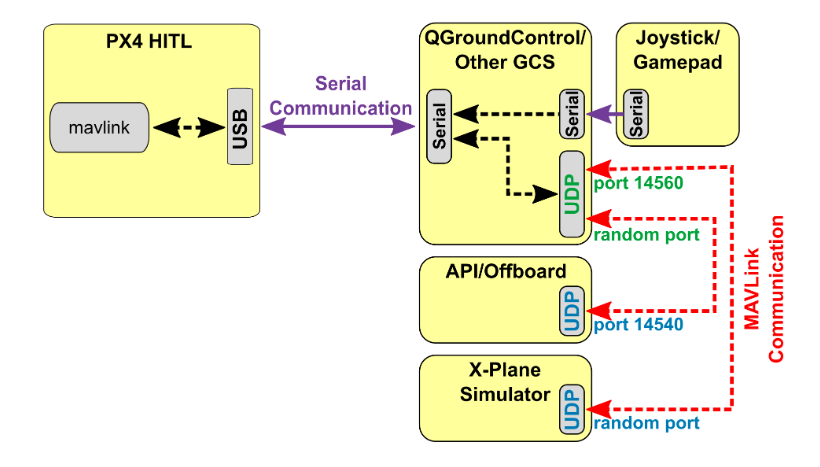 PX4 HITL
mavlink
USB
Serial
Communication
QGroundControl/
Other GCS
Serial
Serial
UDP
Joystick/
Gamepad
Serial
port 14560
random port
API/Offboard
UDP
port 14540
X-Plane
Simulator
UDP
random port
MAVLink
Communication